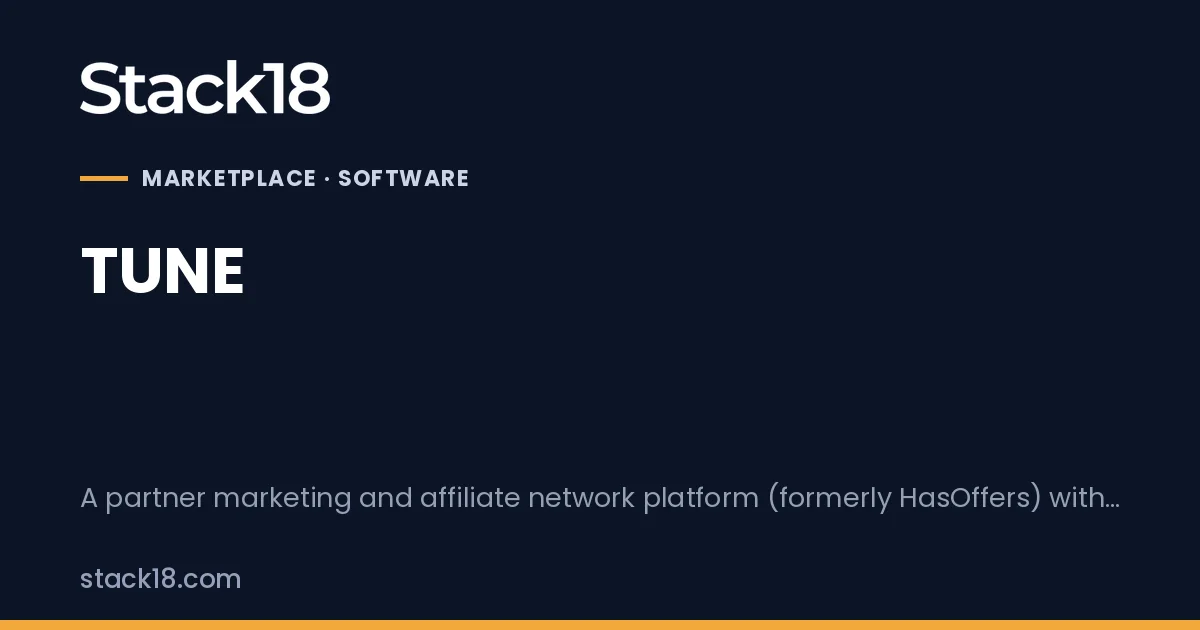 Stack18
MARKETPLACE · SOFTWARE
TUNE
A partner marketing and affiliate network platform (formerly HasOffers) with...
stack18.com